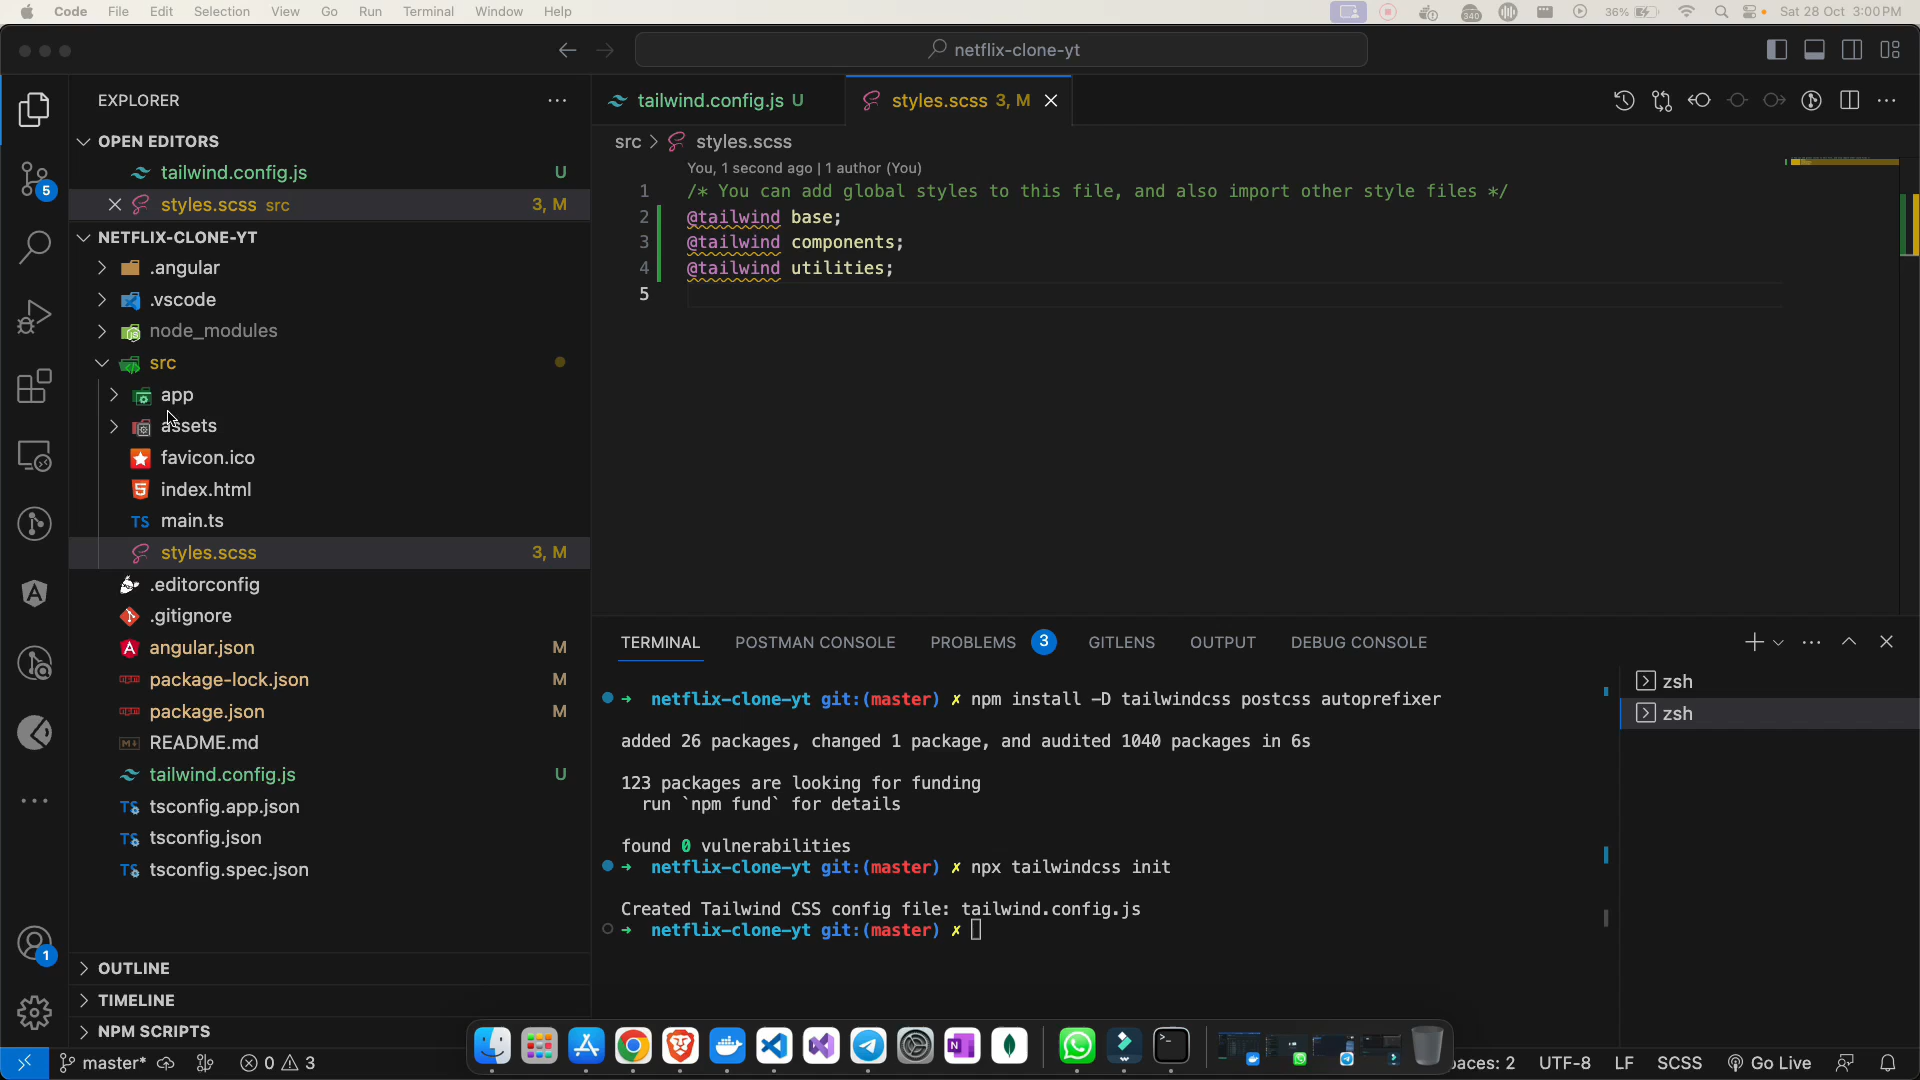 Code File Edit Selection View Go Run Terminal Window Help 340 36% Sat 28 Oct 3:00 PM
netflix-clone-yt
EXPLORER
OPEN EDITORS
tailwind.config.js U
styles.scss src 3, M
NETFLIX-CLONE-YT
.angular
.vscode
node_modules
src
app
assets
favicon.ico
index.html
TS main.ts
styles.scss 3, M
.editorconfig
.gitignore
angular.json M
package-lock.json M
package.json M
README.md
tailwind.config.js U
TS tsconfig.app.json
TS tsconfig.json
TS tsconfig.spec.json
OUTLINE
TIMELINE
NPM SCRIPTS
5
1
tailwind.config.js U
styles.scss 3, M
src > styles.scss
You, 1 second ago | 1 author (You)
1 /* You can add global styles to this file, and also import other style files */
2 @tailwind base;
3 @tailwind components;
4 @tailwind utilities;
5
TERMINAL POSTMAN CONSOLE PROBLEMS 3 GITLENS OUTPUT DEBUG CONSOLE
→ netflix-clone-yt git:(master) ✗ npm install -D tailwindcss postcss autoprefixer
added 26 packages, changed 1 package, and audited 1040 packages in 6s
123 packages are looking for funding
run `npm fund` for details
found 0 vulnerabilities
→ netflix-clone-yt git:(master) ✗ npx tailwindcss init
Created Tailwind CSS config file: tailwind.config.js
→ netflix-clone-yt git:(master) ✗
zsh
zsh
master* 0 3
paces: 2 UTF-8 LF SCSS Go Live